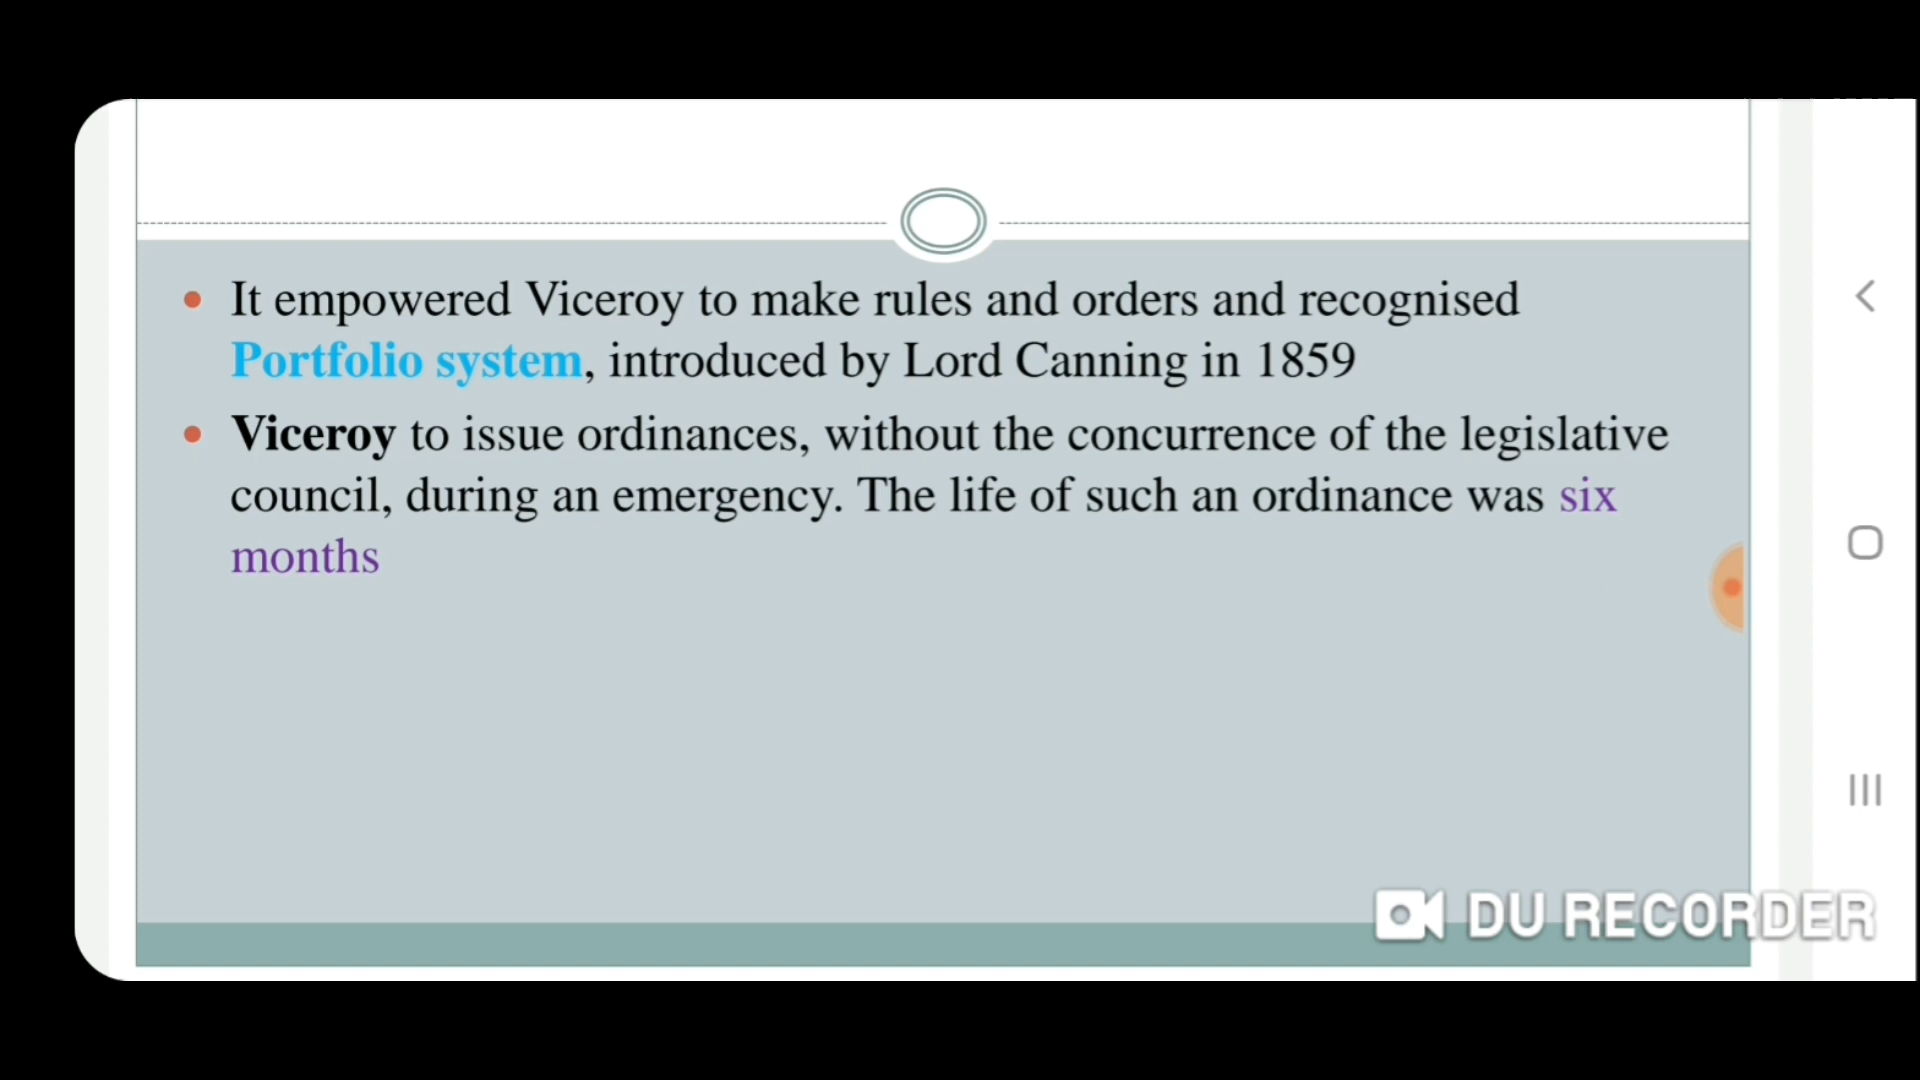 It empowered Viceroy to make rules and orders and recognised
Portfolio system, introduced by Lord Canning in 1859
Viceroy to issue ordinances, without the concurrence of the legislative
council, during an emergency. The life of such an ordinance was six
months
DU RECORDER